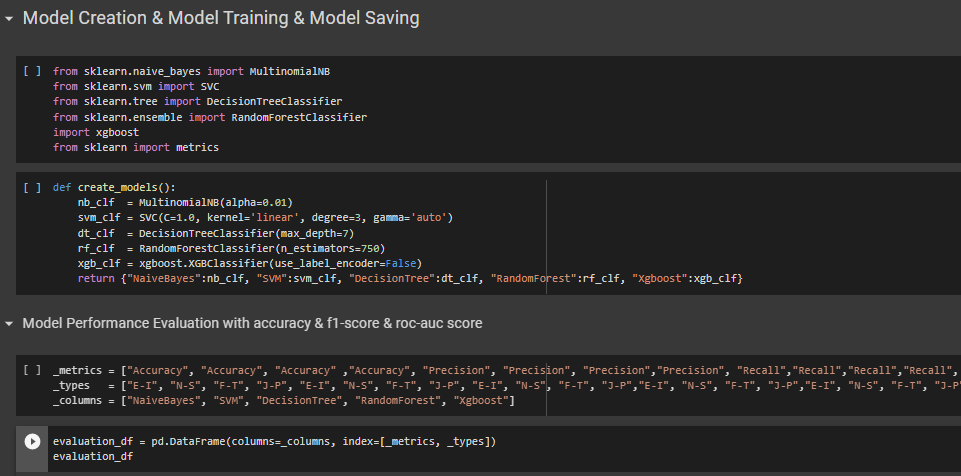 Model Creation & Model Training & Model Saving
[ ] from sklearn.naive_bayes import MultinomialNB
from sklearn.svm import SVC
from sklearn.tree import DecisionTreeClassifier
from sklearn.ensemble import RandomForestClassifier
import xgboost
from sklearn import metrics
[ ] def create_models():
nb_clf  = MultinomialNB(alpha=0.01)
svm_clf = SVC(C=1.0, kernel='linear', degree=3, gamma='auto')
dt_clf  = DecisionTreeClassifier(max_depth=7)
rf_clf  = RandomForestClassifier(n_estimators=750)
xgb_clf = xgboost.XGBClassifier(use_label_encoder=False)
return {"NaiveBayes":nb_clf, "SVM":svm_clf, "DecisionTree":dt_clf, "RandomForest":rf_clf, "Xgboost":xgb_clf}
Model Performance Evaluation with accuracy & f1-score & roc-auc score
[ ] _metrics = ["Accuracy", "Accuracy", "Accuracy" ,"Accuracy", "Precision", "Precision", "Precision","Precision", "Recall","Recall","Recall","Recall",
_types   = ["E-I", "N-S", "F-T", "J-P", "E-I", "N-S", "F-T", "J-P", "E-I", "N-S", "F-T", "J-P","E-I", "N-S", "F-T", "J-P","E-I", "N-S", "F-T", "J-P
_columns = ["NaiveBayes", "SVM", "DecisionTree", "RandomForest", "Xgboost"]
evaluation_df = pd.DataFrame(columns=_columns, index=[_metrics, _types])
evaluation_df